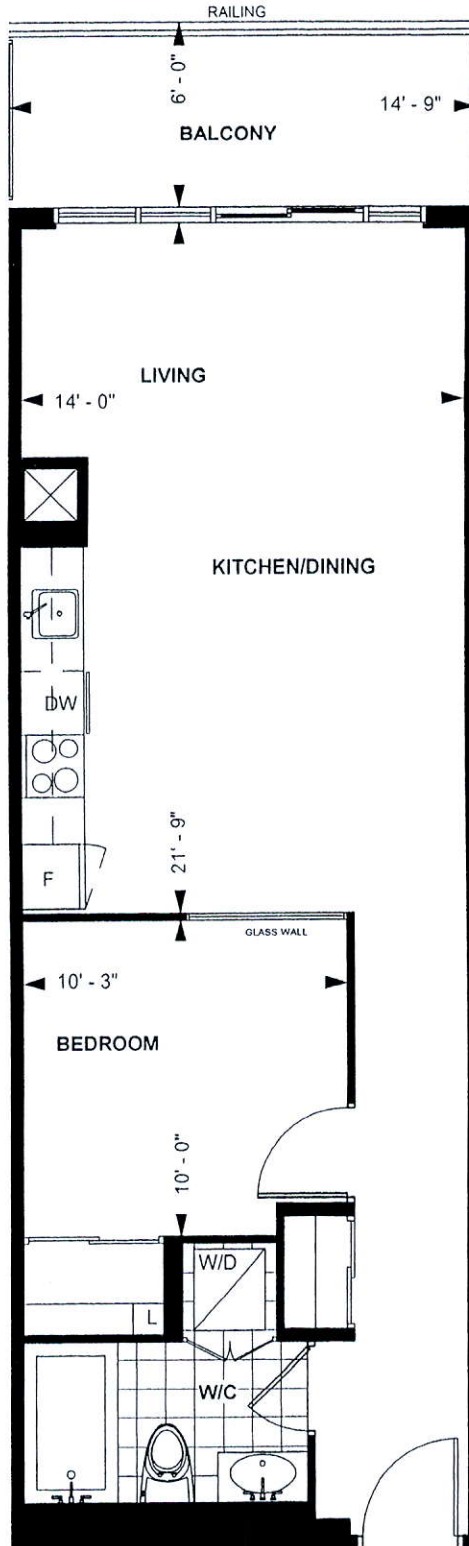 RAILING
6' - 0"
14' - 9"
BALCONY
LIVING
14' - 0"
KITCHEN/DINING
DW
21' - 9"
F
GLASS WALL
10' - 3"
BEDROOM
10' - 0"
W/D
L
W/C